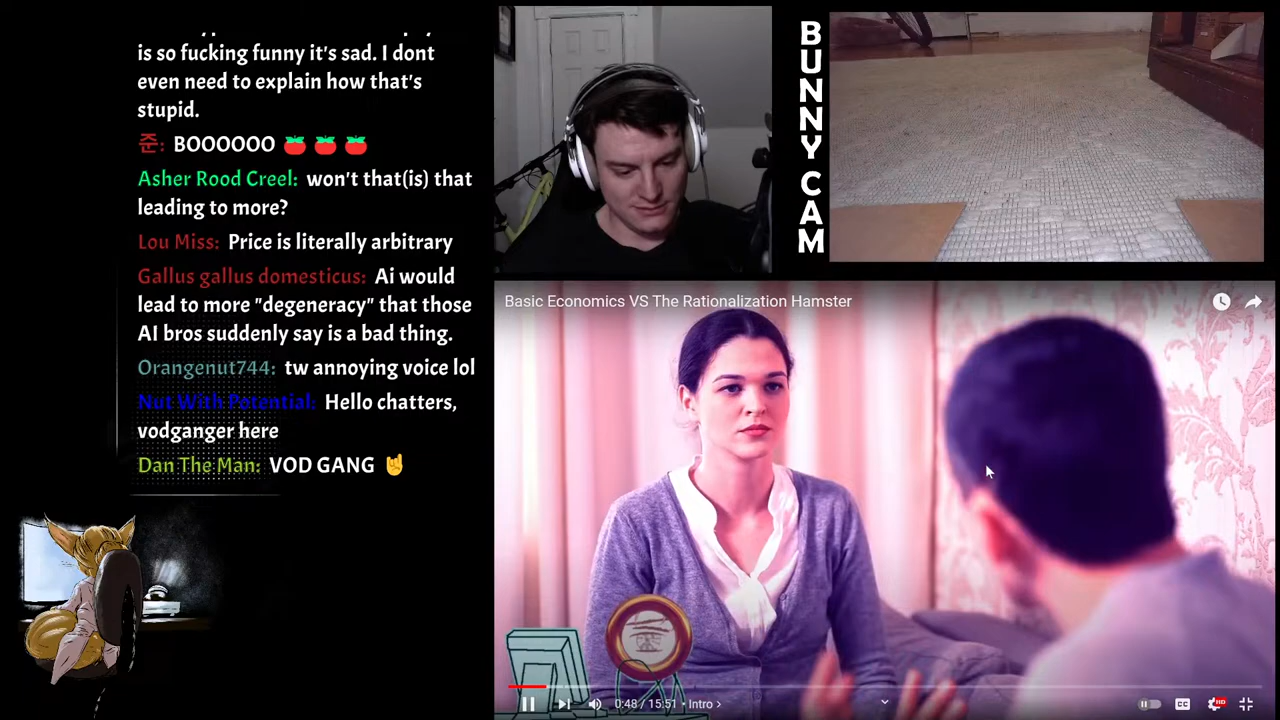 is so fucking funny it's sad. I dont
even need to explain how that's
stupid.
준: BOOOOOO 🍅 🍅 🍅
Asher Rood Creel: won't that(is) that
leading to more?
Lou Miss: Price is literally arbitrary
Gallus gallus domesticus: Ai would
lead to more "degeneracy" that those
AI bros suddenly say is a bad thing.
Orangenut744: tw annoying voice lol
Nut With Potential: Hello chatters,
vodganger here
Dan The Man: VOD GANG 🤘
BUNNY CAM
Basic Economics VS The Rationalization Hamster
0:48 / 15:51 • Intro ›
CC
HD